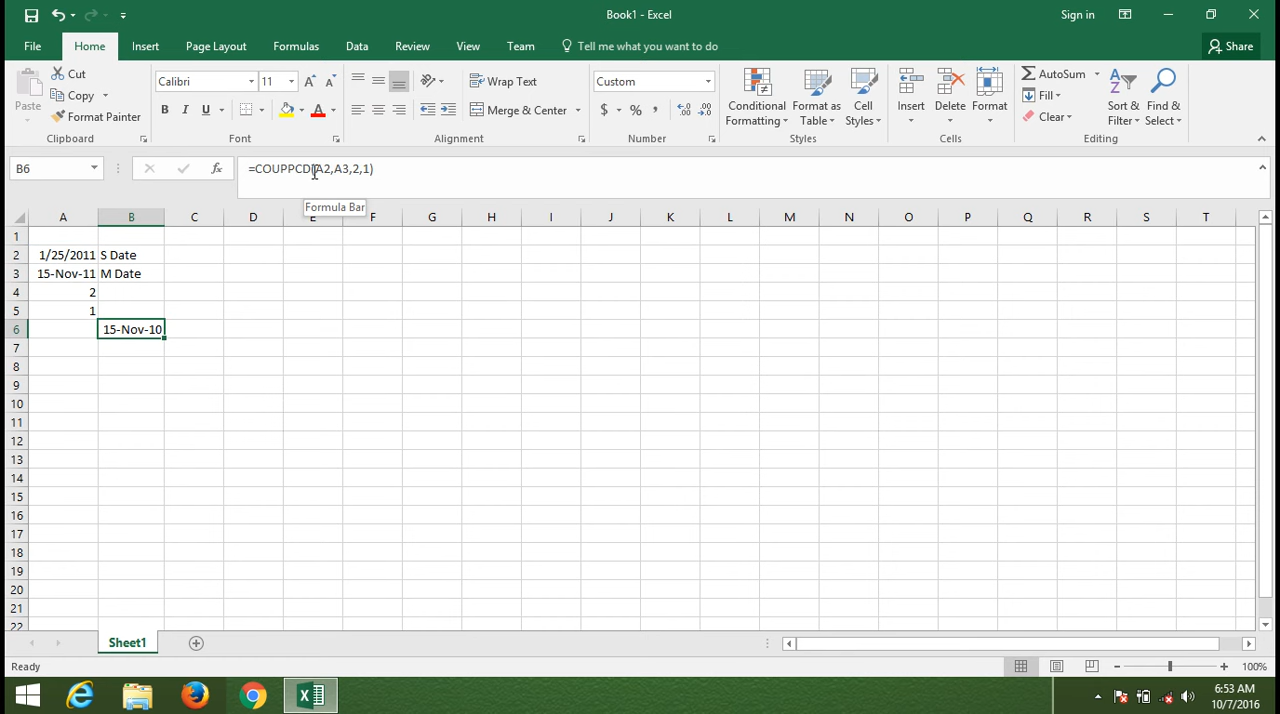 Book1 - Excel
Sign in
File Home Insert Page Layout Formulas Data Review View Team Tell me what you want to do Share
Paste
Cut
Copy
Format Painter
Clipboard
Calibri 11
B I U
Font
Wrap Text
Merge & Center
Alignment
Custom
$ % ,
Number
Conditional Formatting
Format as Table
Cell Styles
Styles
Insert
Delete
Format
Cells
AutoSum
Fill
Clear
Sort & Filter
Find & Select
Editing
B6 fx =COUPPCD(A2,A3,2,1)
Formula Bar
A B C D E F G H I J K L M N O P Q R S T
1
2 1/25/2011 S Date
3 15-Nov-11 M Date
4 2
5 1
6 15-Nov-10
7
8
9
10
11
12
13
14
15
16
17
18
19
20
21
22
Sheet1
Ready
100%
6:53 AM
10/7/2016